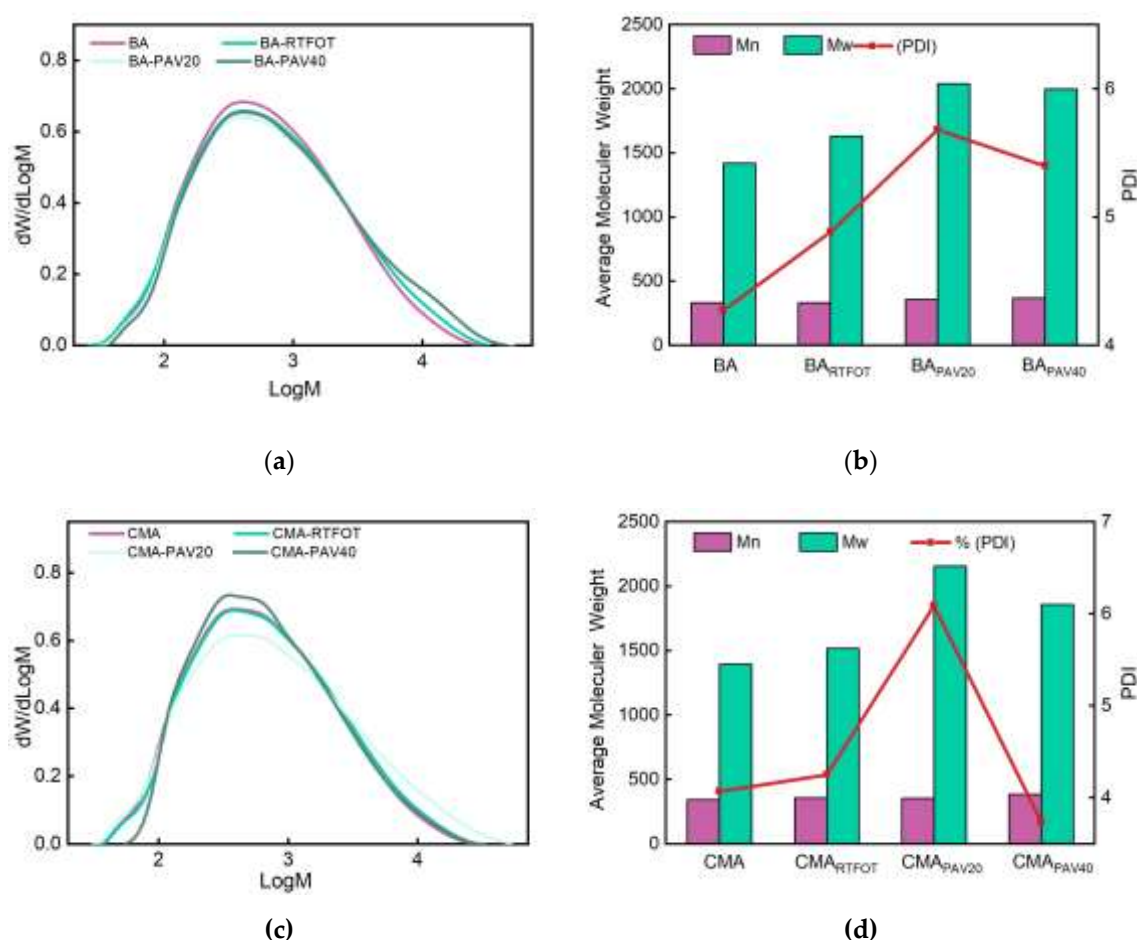 BA BA-RTFOT
BA-PAV20 BA-PAV40
0.8
0.6
0.4
0.2
0.0
dW/dLogM
2 3 4
LogM
(a)
Mn Mw (PDI)
2500
2000
1500
1000
500
0
Average Moleculer Weight
6
5
4
PDI
BA BARTFOT BAPAV20 BAPAV40
(b)
CMA CMA-RTFOT
CMA-PAV20 CMA-PAV40
0.8
0.6
0.4
0.2
0.0
dW/dLogM
2 3 4
LogM
(c)
Mn Mw % (PDI)
2500
2000
1500
1000
500
0
Average Moleculer Weight
7
6
5
4
PDI
CMA CMARTFOT CMAPAV20 CMAPAV40
(d)